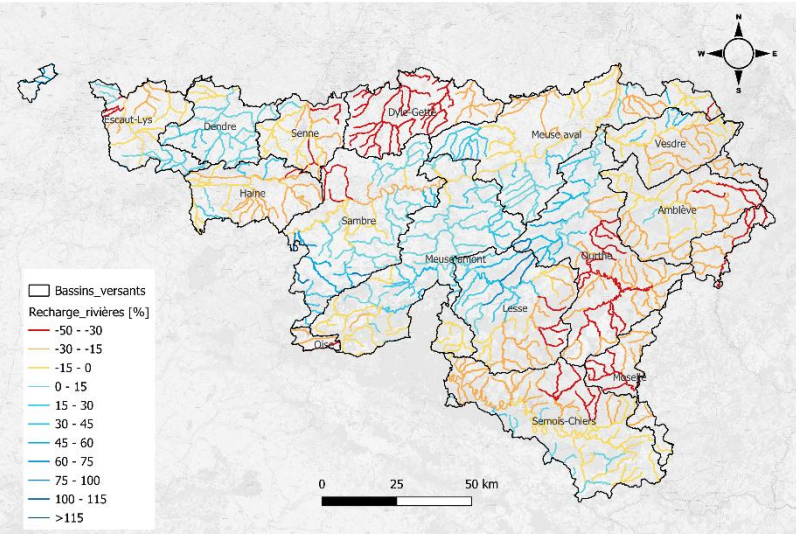 N
W
E
S
Escaut-Lys
Dendre
Senne
Dyle-Gette
Meuse aval
Vesdre
Haine
Sambre
Amblève
Meuse amont
Ourthe
Lesse
Oise
Moselle
Semois-Chiers
Bassins_versants
Recharge_rivières [%]
-50 - -30
-30 - -15
-15 - 0
0 - 15
15 - 30
30 - 45
45 - 60
60 - 75
75 - 100
100 - 115
>115
0
25
50 km